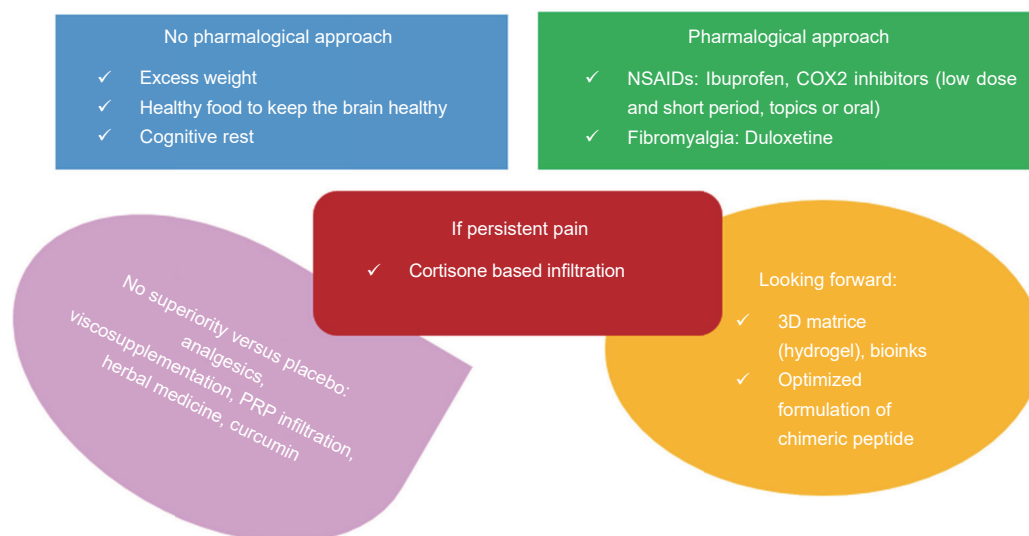 No pharmalogical approach
✓ Excess weight
✓ Healthy food to keep the brain healthy
✓ Cognitive rest
Pharmalogical approach
✓ NSAIDs: Ibuprofen, COX2 inhibitors (low dose
and short period, topics or oral)
✓ Fibromyalgia: Duloxetine
If persistent pain
✓ Cortisone based infiltration
No superiority versus placebo:
analgesics,
viscosupplementation, PRP infiltration,
herbal medicine, curcumin
Looking forward:
✓ 3D matrice
(hydrogel), bioinks
✓ Optimized
formulation of
chimeric peptide